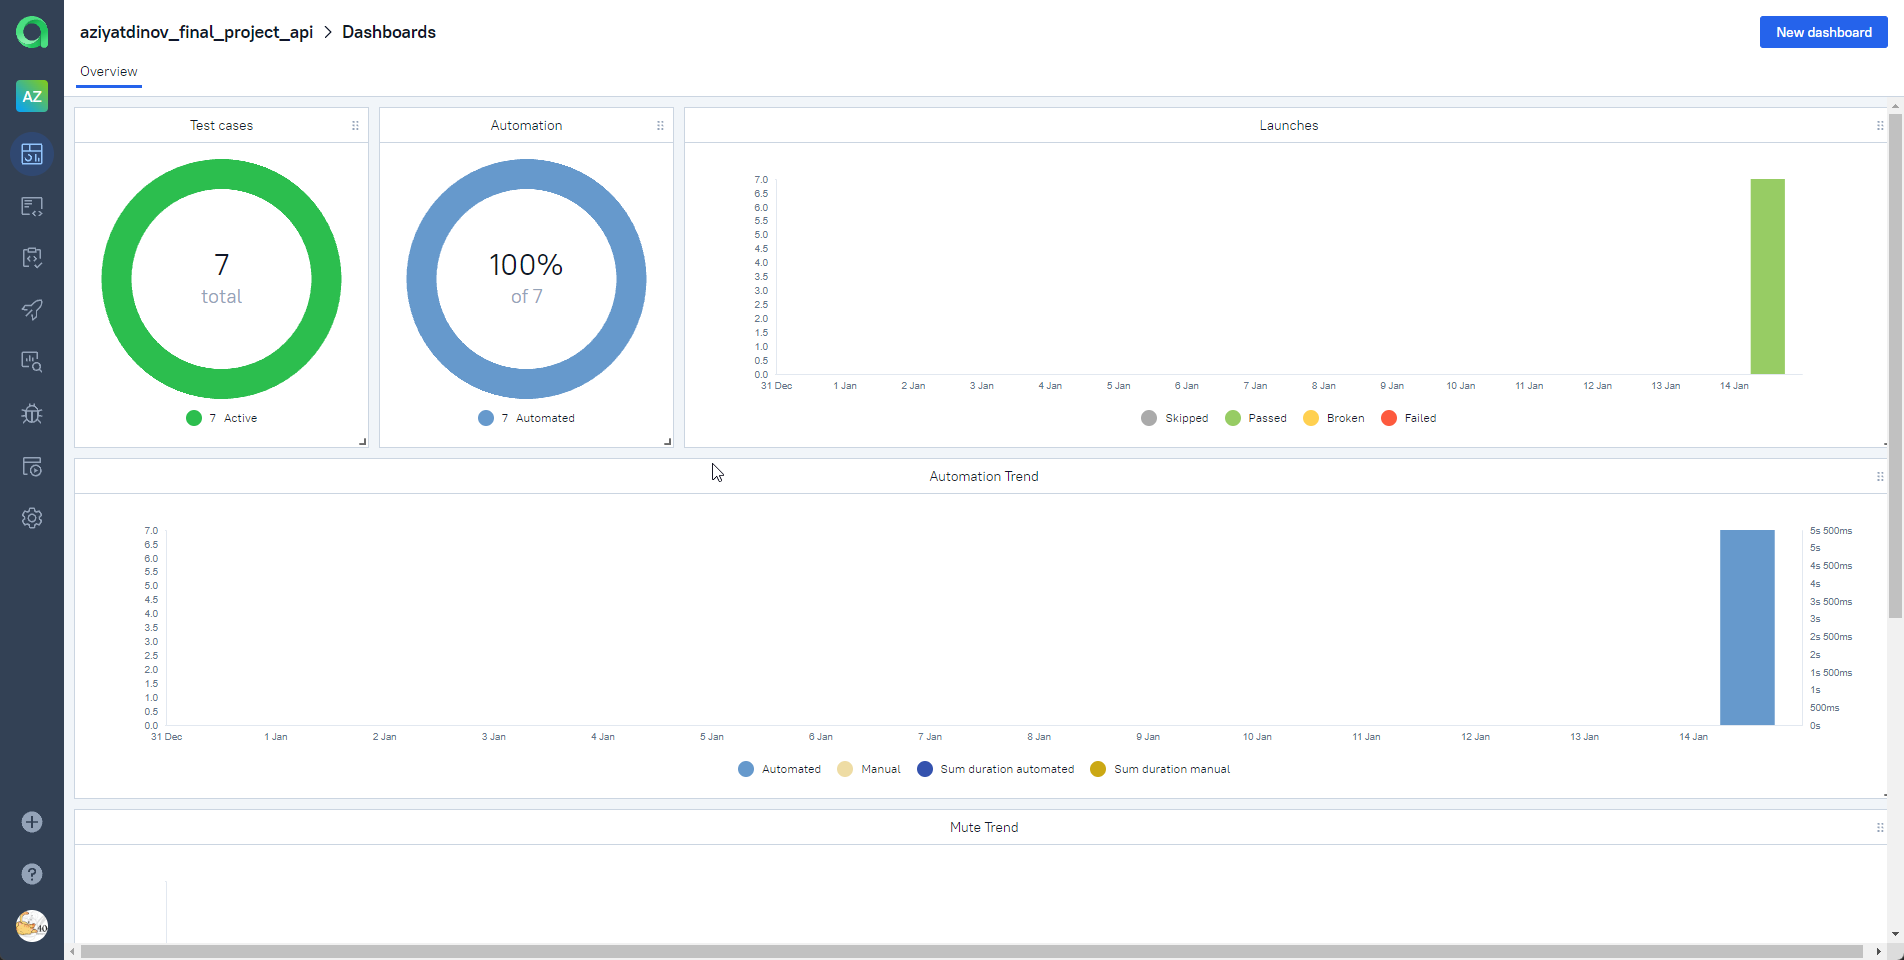 aziyatdinov_final_project_api > Dashboards
New dashboard
Overview
AZ
Test cases
7
total
7 Active
Automation
100%
of 7
7 Automated
Launches
7.0
6.5
6.0
5.5
5.0
4.5
4.0
3.5
3.0
2.5
2.0
1.5
1.0
0.5
0.0
31 Dec 1 Jan 2 Jan 3 Jan 4 Jan 5 Jan 6 Jan 7 Jan 8 Jan 9 Jan 10 Jan 11 Jan 12 Jan 13 Jan 14 Jan
Skipped Passed Broken Failed
Automation Trend
7.0
6.5
6.0
5.5
5.0
4.5
4.0
3.5
3.0
2.5
2.0
1.5
1.0
0.5
0.0
5s 500ms
5s
4s 500ms
4s
3s 500ms
3s
2s 500ms
2s
1s 500ms
1s
500ms
0s
31 Dec 1 Jan 2 Jan 3 Jan 4 Jan 5 Jan 6 Jan 7 Jan 8 Jan 9 Jan 10 Jan 11 Jan 12 Jan 13 Jan 14 Jan
Automated Manual Sum duration automated Sum duration manual
Mute Trend